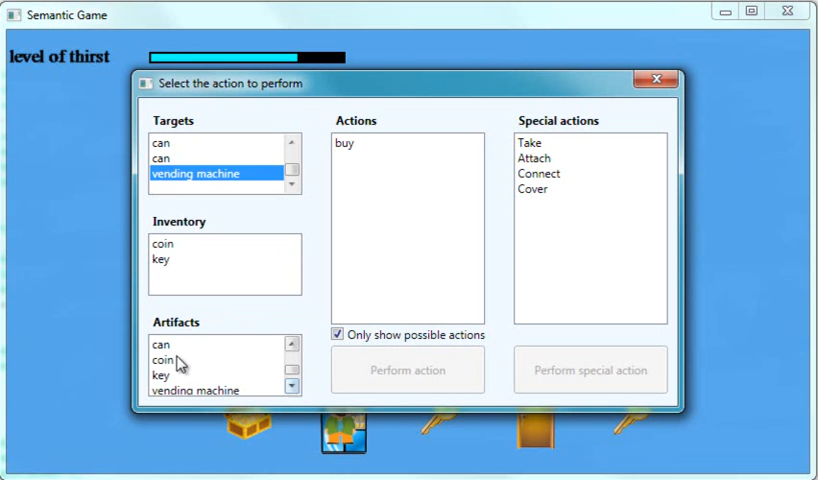 Semantic Game
level of thirst
Select the action to perform
Targets
can
can
vending machine
Inventory
coin
key
Artifacts
can
coin
key
vending machine
Actions
buy
Only show possible actions
Perform action
Special actions
Take
Attach
Connect
Cover
Perform special action